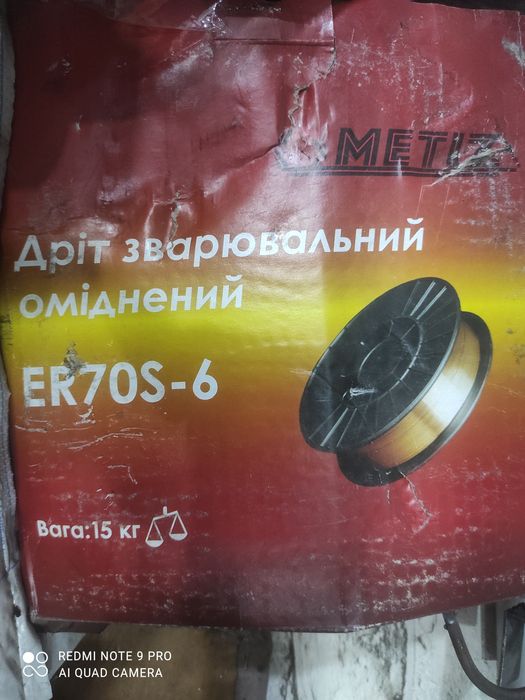 METIZ
Дріт зварювальний
оміднений
ER70S-6
Вага:15 кг
REDMI NOTE 9 PRO
AI QUAD CAMERA